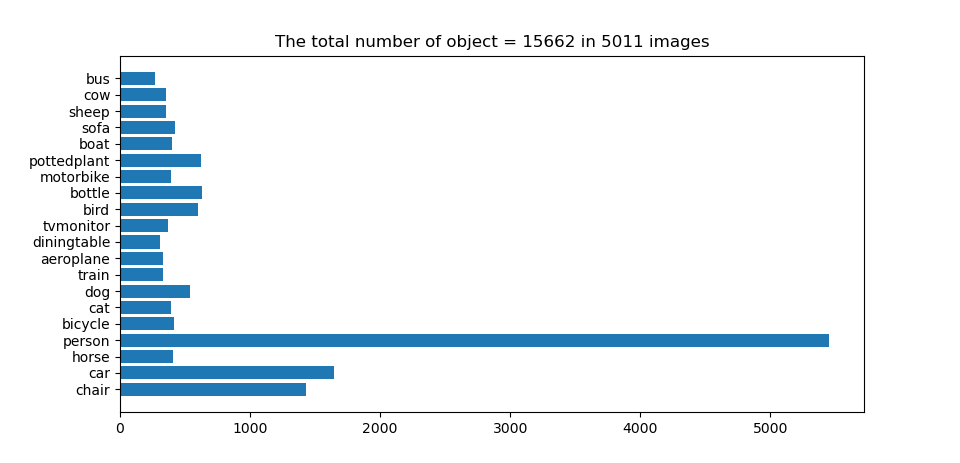 The total number of object = 15662 in 5011 images
bus
cow
sheep
sofa
boat
pottedplant
motorbike
bottle
bird
tvmonitor
diningtable
aeroplane
train
dog
cat
bicycle
person
horse
car
chair
0 1000 2000 3000 4000 5000